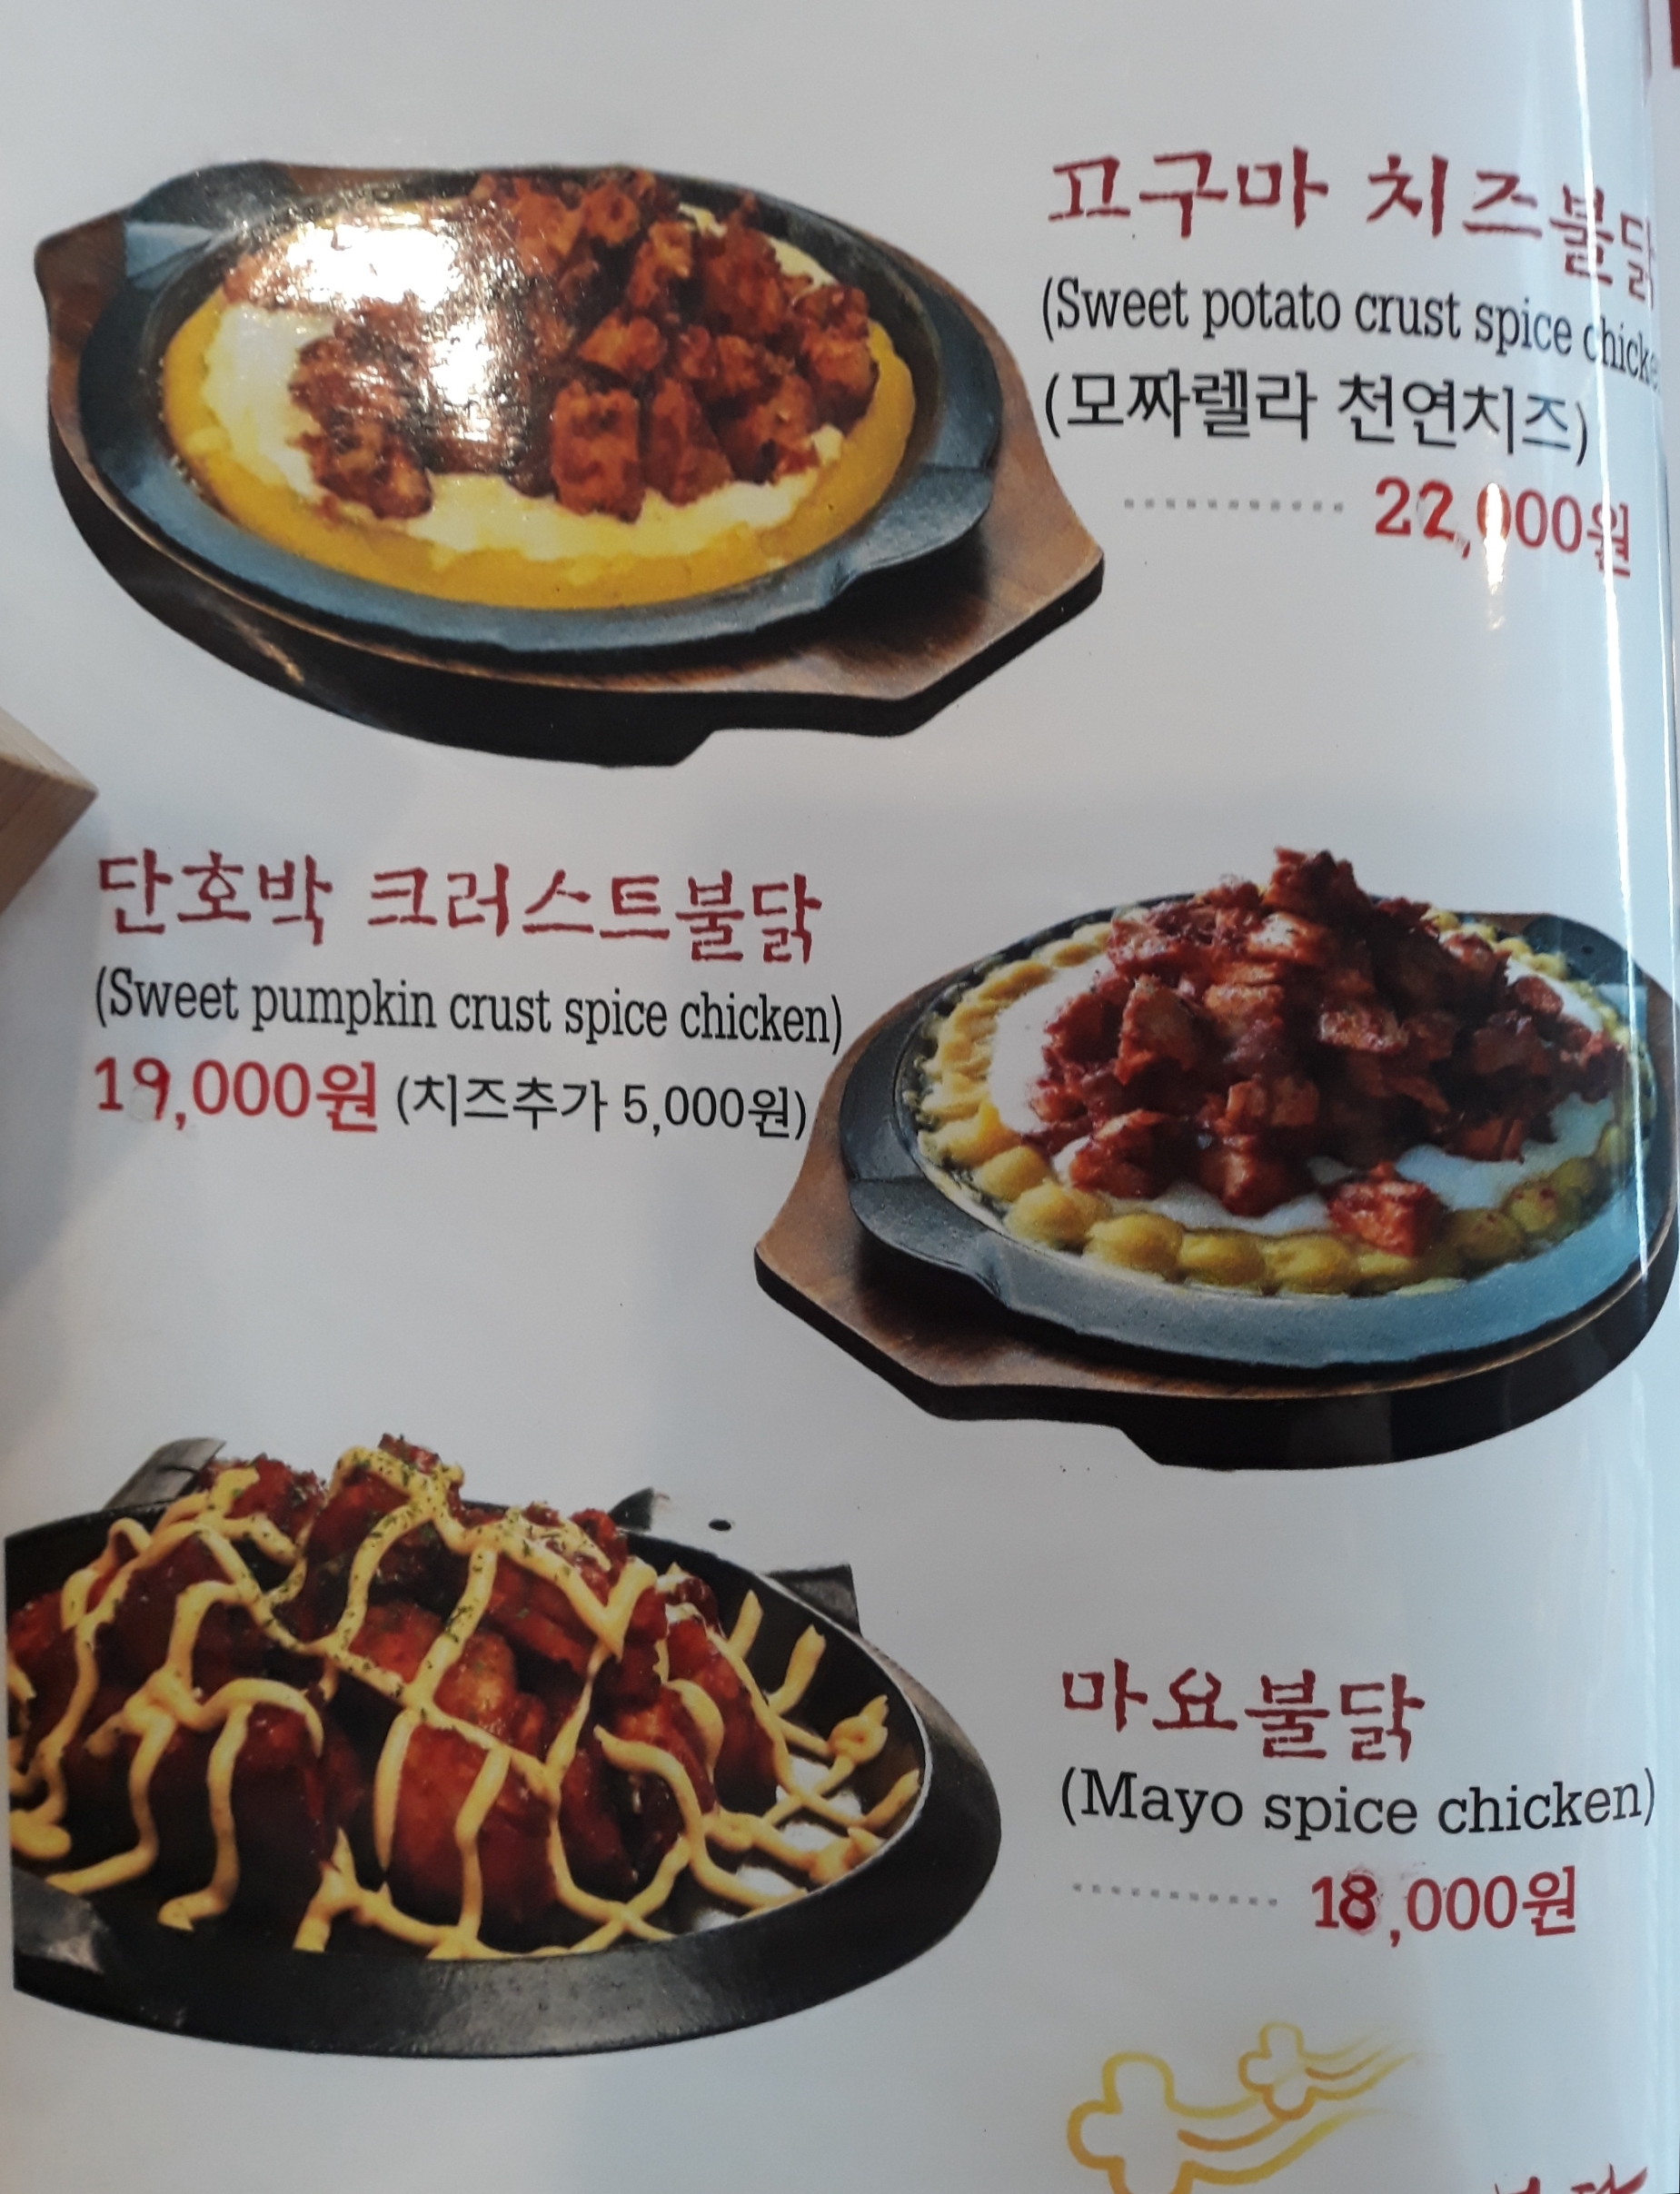 고구마 치즈불닭
(Sweet potato crust spice
(모짜렐라 천연치즈)
22,000원
단호박 크러스트불닭
(Sweet pumpkin crust spice chicken)
19,000원 (치즈추가 5,000원)
마요불닭
(Mayo spice chicken)
18,000원